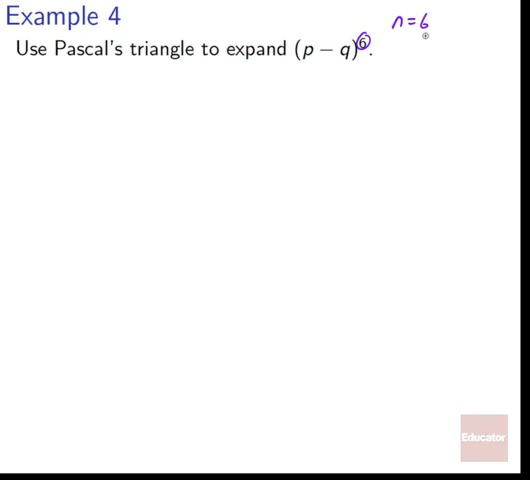 Example 4
n = 6
Use Pascal's triangle to expand (p − q)⁶.
Educator